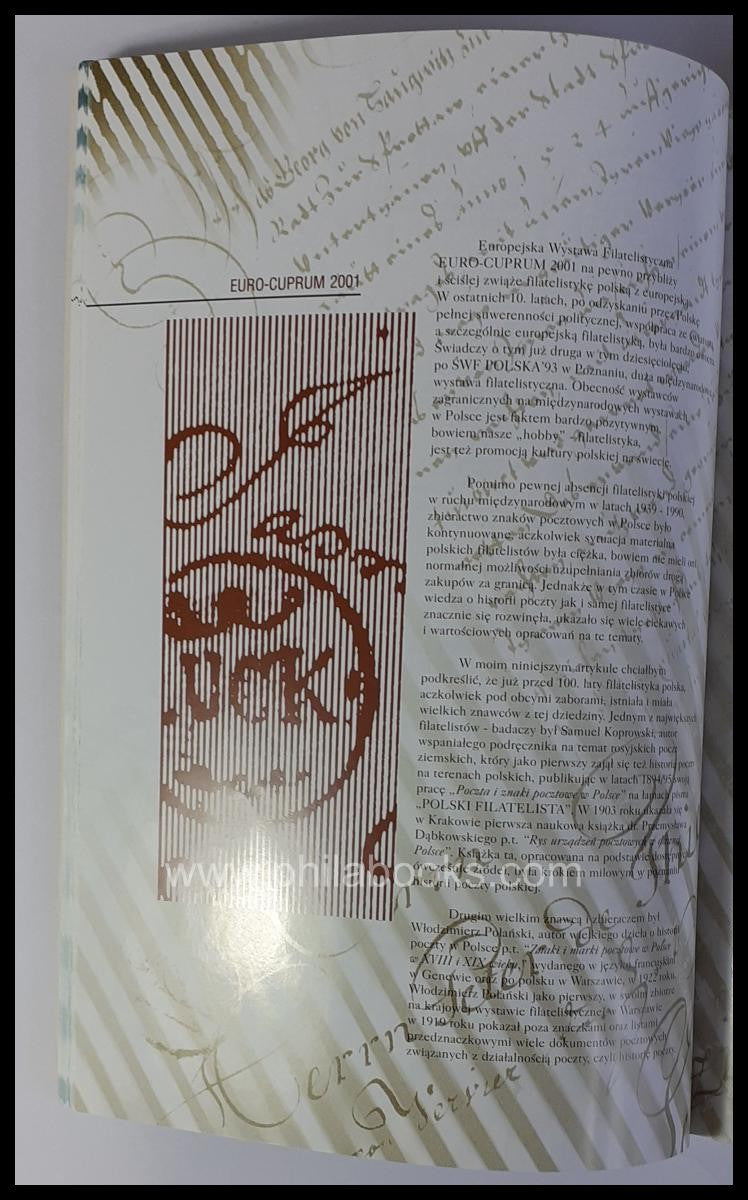 EURO-CUPRUM 2001
Europejska Wystawa Filatelistyczna
EURO-CUPRUM 2001 na pewno przybliży
i ściślej zwiąże filatelistykę polską z europejską.
W ostatnich 10. latach, po odzyskaniu przez Polskę
pełnej suwerenności politycznej, współpraca ze
a szczególnie europejską filatelistyką, była bardzo
Świadczy o tym już druga w tym dziesięcioleciu,
po ŚWF POLSKA'93 w Poznaniu, duża międzynarodowa
wystawa filatelistyczna. Obecność wystawców
zagranicznych na międzynarodowych wystawach
w Polsce jest faktem bardzo pozytywnym,
bowiem nasze „hobby” - filatelistyka,
jest też promocją kultury polskiej na świecie.
Pomimo pewnej absencji filatelistyki polskiej
w ruchu międzynarodowym w latach 1939 - 1990,
zbieractwo znaków pocztowych w Polsce było
kontynuowane, aczkolwiek sytuacja materialna
polskich filatelistów była ciężka, bowiem nie mieli oni
normalnej możliwości uzupełniania zbiorów drogą
zakupów za granicą. Jednakże w tym czasie w Polsce
wiedza o historii poczty jak i samej filatelistyce
znacznie się rozwinęła, ukazało się wiele ciekawych
i wartościowych opracowań na te tematy.
W moim niniejszym artykule chciałbym
podkreślić, że już przed 100. laty filatelistyka polska,
aczkolwiek pod obcymi zaborami, istniała i miała
wielkich znawców z tej dziedziny. Jednym z największych
filatelistów - badaczy był Samuel Koprowski, autor
wspaniałego podręcznika na temat rosyjskich poczt
ziemskich, który jako pierwszy zajął się też historią poczty
na terenach polskich, publikując w latach 1894/95 swoją
pracę „Poczta i znaki pocztowe w Polsce” na łamach pisma
„POLSKI FILATELISTA”. W 1903 roku ukazała się
w Krakowie pierwsza naukowa książka dr. Przemysława
Dąbkowskiego p.t. “Rys urządzeń pocztowych w dawnej
Polsce”. Książka ta, opracowana na podstawie dostępnych
ówcześnie źródeł, była krokiem milowym w poznaniu
historii poczty polskiej.
Drugim wielkim znawcą i zbieraczem był
Włodzimierz Polański, autor wielkiego dzieła o historii
poczty w Polsce p.t. “Znaki i marki pocztowe w Polsce
w XVIII i XIX wieku,” wydanego w języku francuskim
w Genewie oraz po polsku w Warszawie, w 1922 roku.
Włodzimierz Polański jako pierwszy, w swoim zbiorze
na krajowej wystawie filatelistycznej w Warszawie
w 1919 roku pokazał poza znaczkami oraz listami
przedznaczkowymi wiele dokumentów pocztowych
związanych z działalnością poczty, czyli historię poczty.
www.philabooks.com
Herrn Peter De